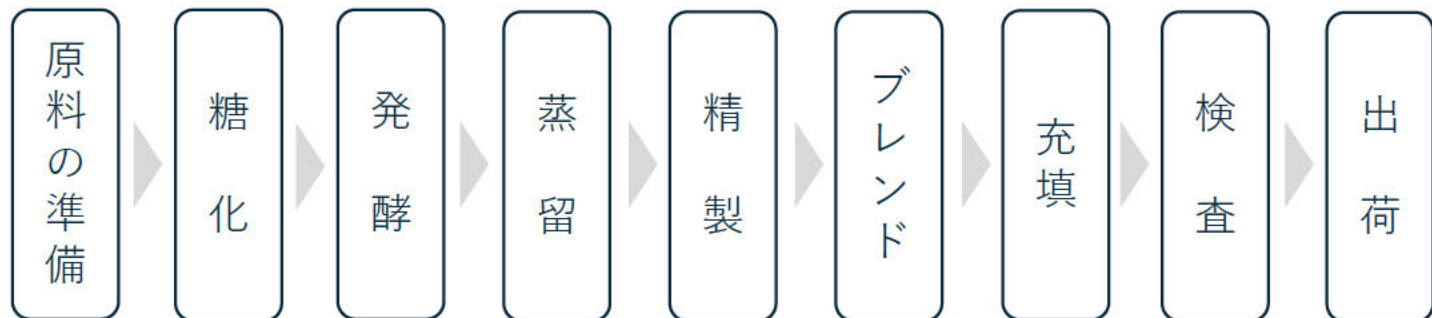 原料の準備
糖化
発酵
蒸留
精製
ブレンド
充填
検査
出荷